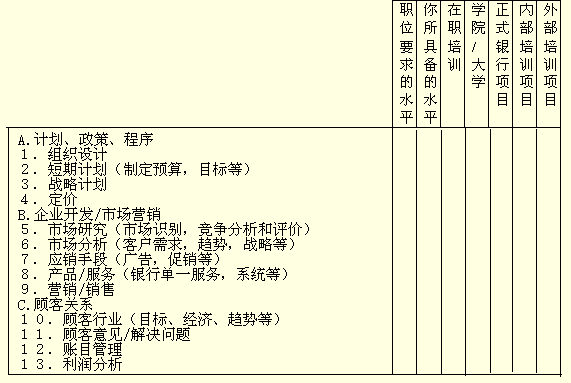 职位要求的水平
你所具备的水平
在职培训
学院/大学
正式银行项目
内部培训项目
外部培训项目
A.计划、政策、程序
1.组织设计
2.短期计划（制定预算，目标等）
3.战略计划
4.定价
B.企业开发/市场营销
5.市场研究（市场识别，竞争分析和评价）
6.市场分析（客户需求，趋势，战略等）
7.应销手段（广告，促销等）
8.产品/服务（银行单一服务，系统等）
9.营销/销售
C.顾客关系
10.顾客行业（目标、经济、趋势等）
11.顾客意见/解决问题
12.账目管理
13.利润分析